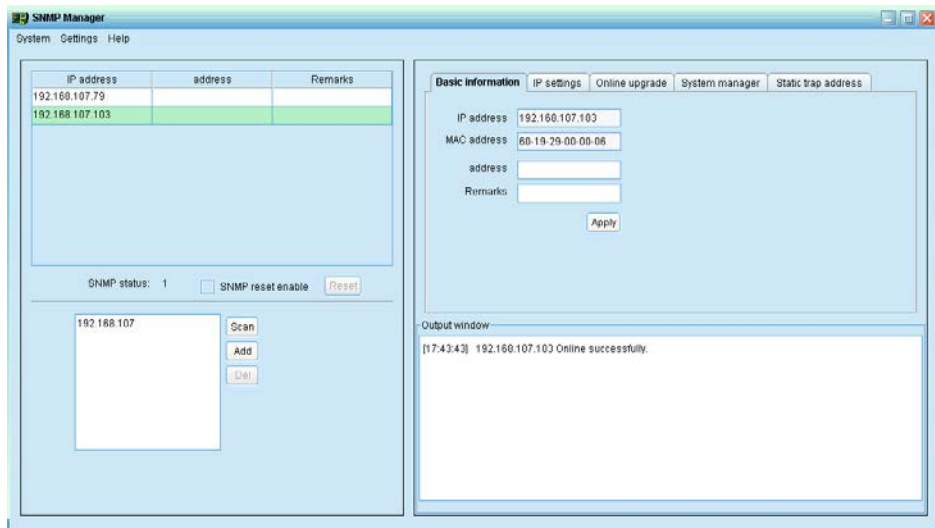 SNMP Manager
System Settings Help
IP address address Remarks
192.168.107.79
192.168.107.103
SNMP status: 1 SNMP reset enable Reset
192.168.107
Scan
Add
Del
Basic information IP settings Online upgrade System manager Static trap address
IP address 192.168.107.103
MAC address 60-19-29-00-00-06
address
Remarks
Apply
Output window
[17:43:43] 192.168.107.103 Online successfully.